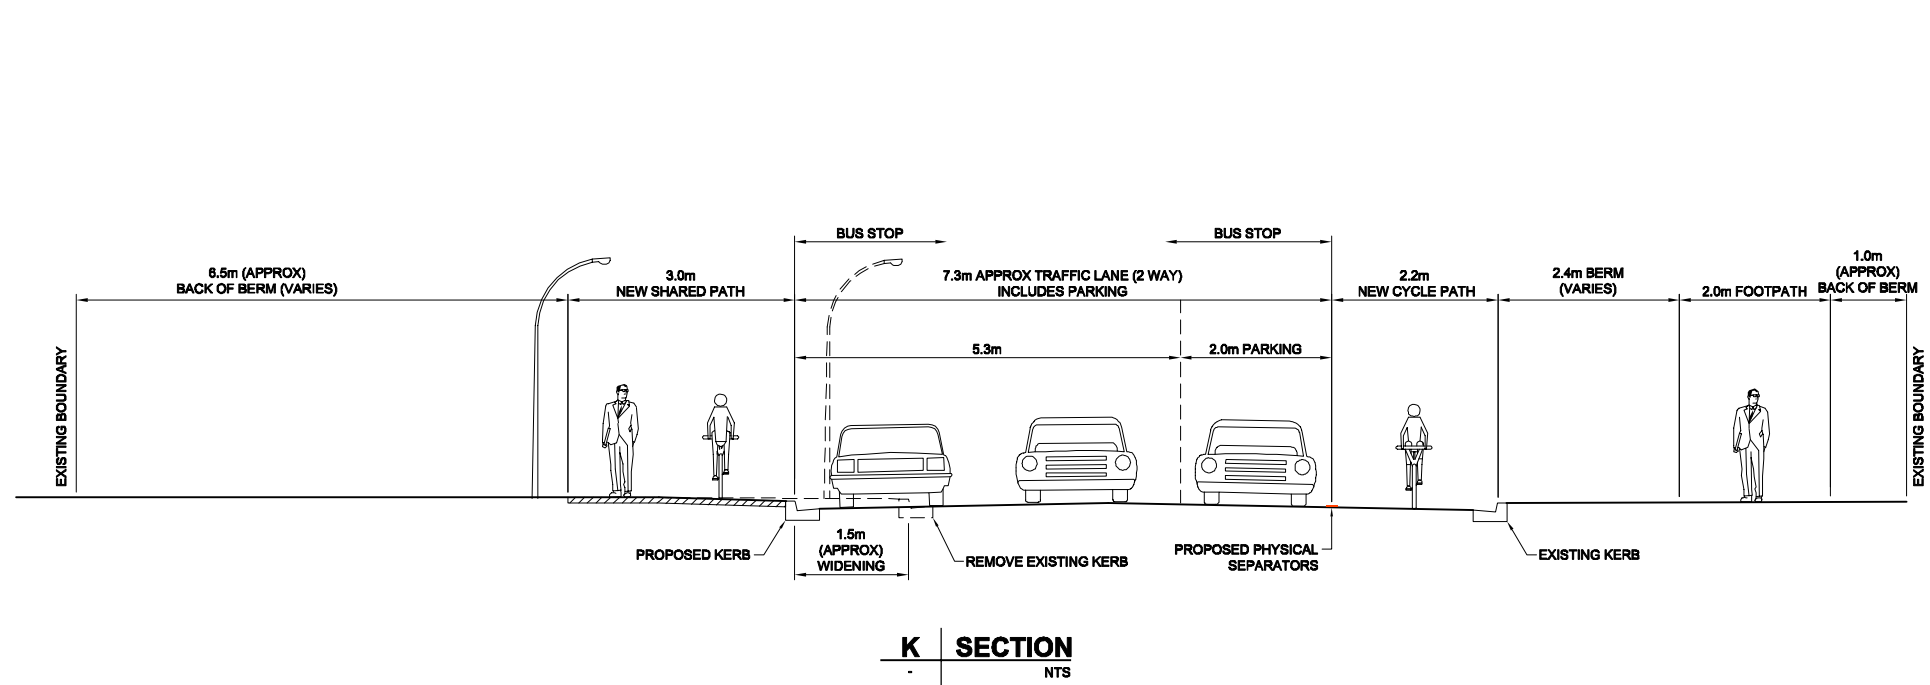 BUS STOP
BUS STOP
6.5m (APPROX)
BACK OF BERM (VARIES)
3.0m
NEW SHARED PATH
7.3m APPROX TRAFFIC LANE (2 WAY)
INCLUDES PARKING
2.2m
NEW CYCLE PATH
2.4m BERM
(VARIES)
2.0m FOOTPATH
1.0m
(APPROX)
BACK OF BERM
5.3m
2.0m PARKING
EXISTING BOUNDARY
EXISTING BOUNDARY
PROPOSED KERB
1.5m
(APPROX)
WIDENING
REMOVE EXISTING KERB
PROPOSED PHYSICAL
SEPARATORS
EXISTING KERB
K SECTION
- NTS